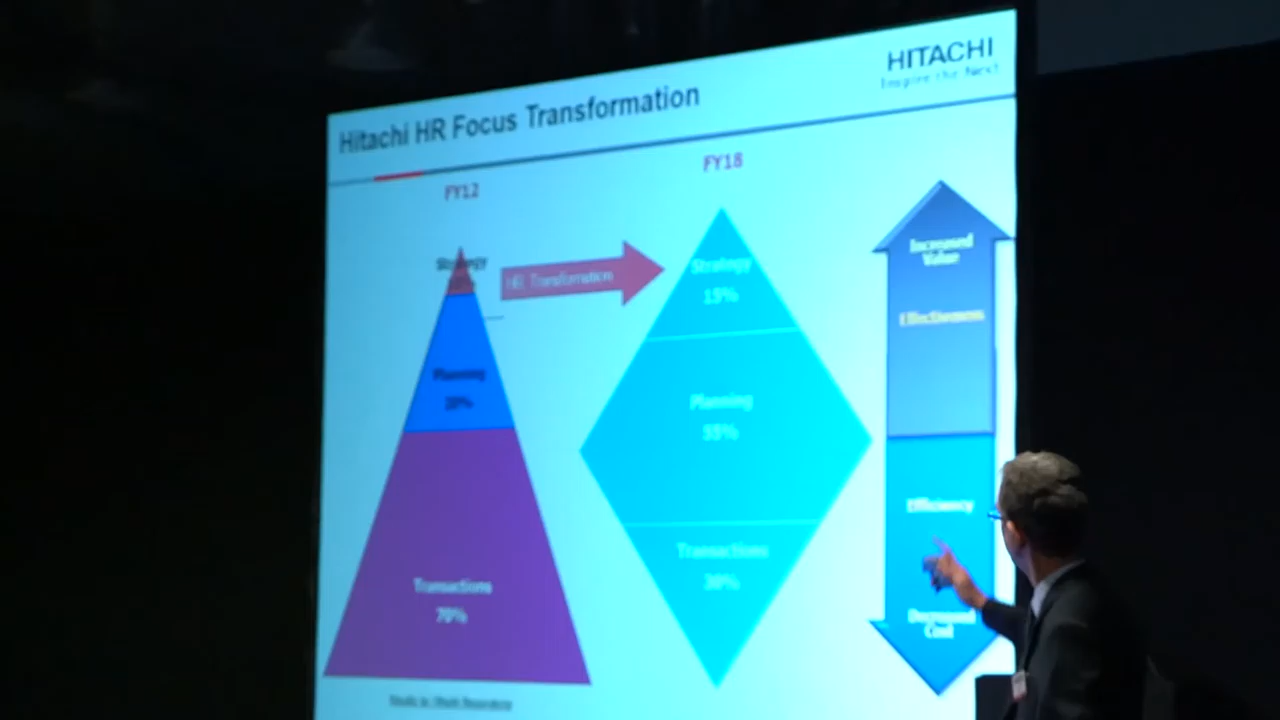 HITACHI
Inspire the Next
Hitachi HR Focus Transformation
FY12
FY18
Strategy
HR Transformation
Planning
20%
Transactions
70%
Strategy
15%
Planning
55%
Transactions
30%
Increased
Value
Effectiveness
Efficiency
Decreased
Cost